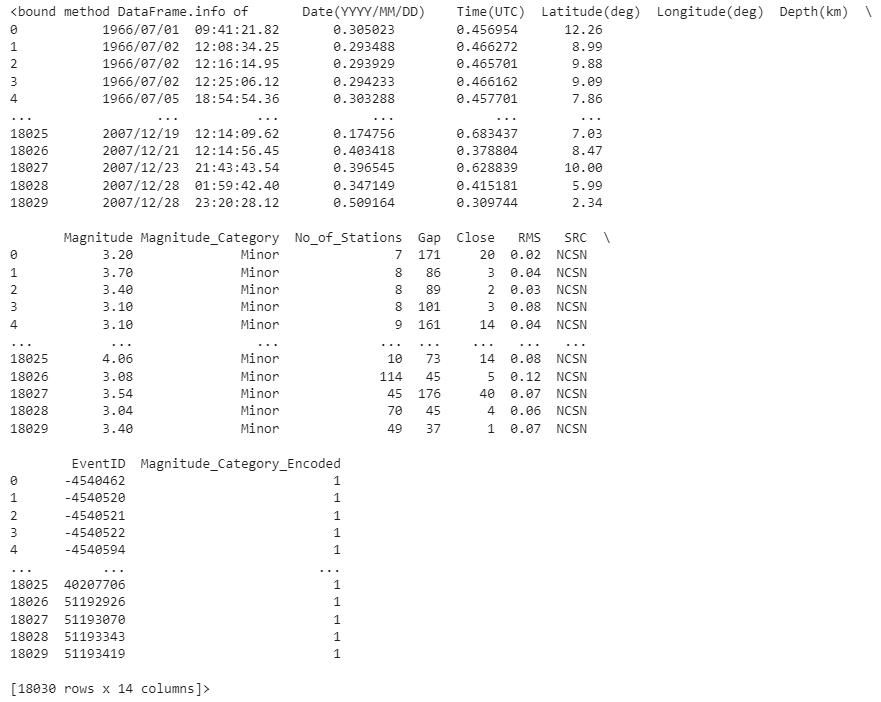 <bound method DataFrame.info of       Date(YYYY/MM/DD)    Time(UTC)  Latitude(deg)  Longitude(deg)  Depth(km)  \
0           1966/07/01  09:41:21.82       0.305023        0.456954      12.26
1           1966/07/02  12:08:34.25       0.293488        0.466272       8.99
2           1966/07/02  12:16:14.95       0.293929        0.465701       9.88
3           1966/07/02  12:25:06.12       0.294233        0.466162       9.09
4           1966/07/05  18:54:54.36       0.303288        0.457701       7.86
...                ...          ...            ...             ...        ...
18025       2007/12/19  12:14:09.62       0.174756        0.683437       7.03
18026       2007/12/21  12:14:56.45       0.403418        0.378804       8.47
18027       2007/12/23  21:43:43.54       0.396545        0.628839      10.00
18028       2007/12/28  01:59:42.40       0.347149        0.415181       5.99
18029       2007/12/28  23:20:28.12       0.509164        0.309744       2.34
       Magnitude Magnitude_Category  No_of_Stations  Gap  Close   RMS   SRC  \
0           3.20              Minor               7  171     20  0.02  NCSN
1           3.70              Minor               8   86      3  0.04  NCSN
2           3.40              Minor               8   89      2  0.03  NCSN
3           3.10              Minor               8  101      3  0.08  NCSN
4           3.10              Minor               9  161     14  0.04  NCSN
...          ...                ...             ...  ...    ...   ...   ...
18025       4.06              Minor              10   73     14  0.08  NCSN
18026       3.08              Minor             114   45      5  0.12  NCSN
18027       3.54              Minor              45  176     40  0.07  NCSN
18028       3.04              Minor              70   45      4  0.06  NCSN
18029       3.40              Minor              49   37      1  0.07  NCSN
        EventID  Magnitude_Category_Encoded
0      -4540462                           1
1      -4540520                           1
2      -4540521                           1
3      -4540522                           1
4      -4540594                           1
...         ...                         ...
18025  40207706                           1
18026  51192926                           1
18027  51193070                           1
18028  51193343                           1
18029  51193419                           1
[18030 rows x 14 columns]>